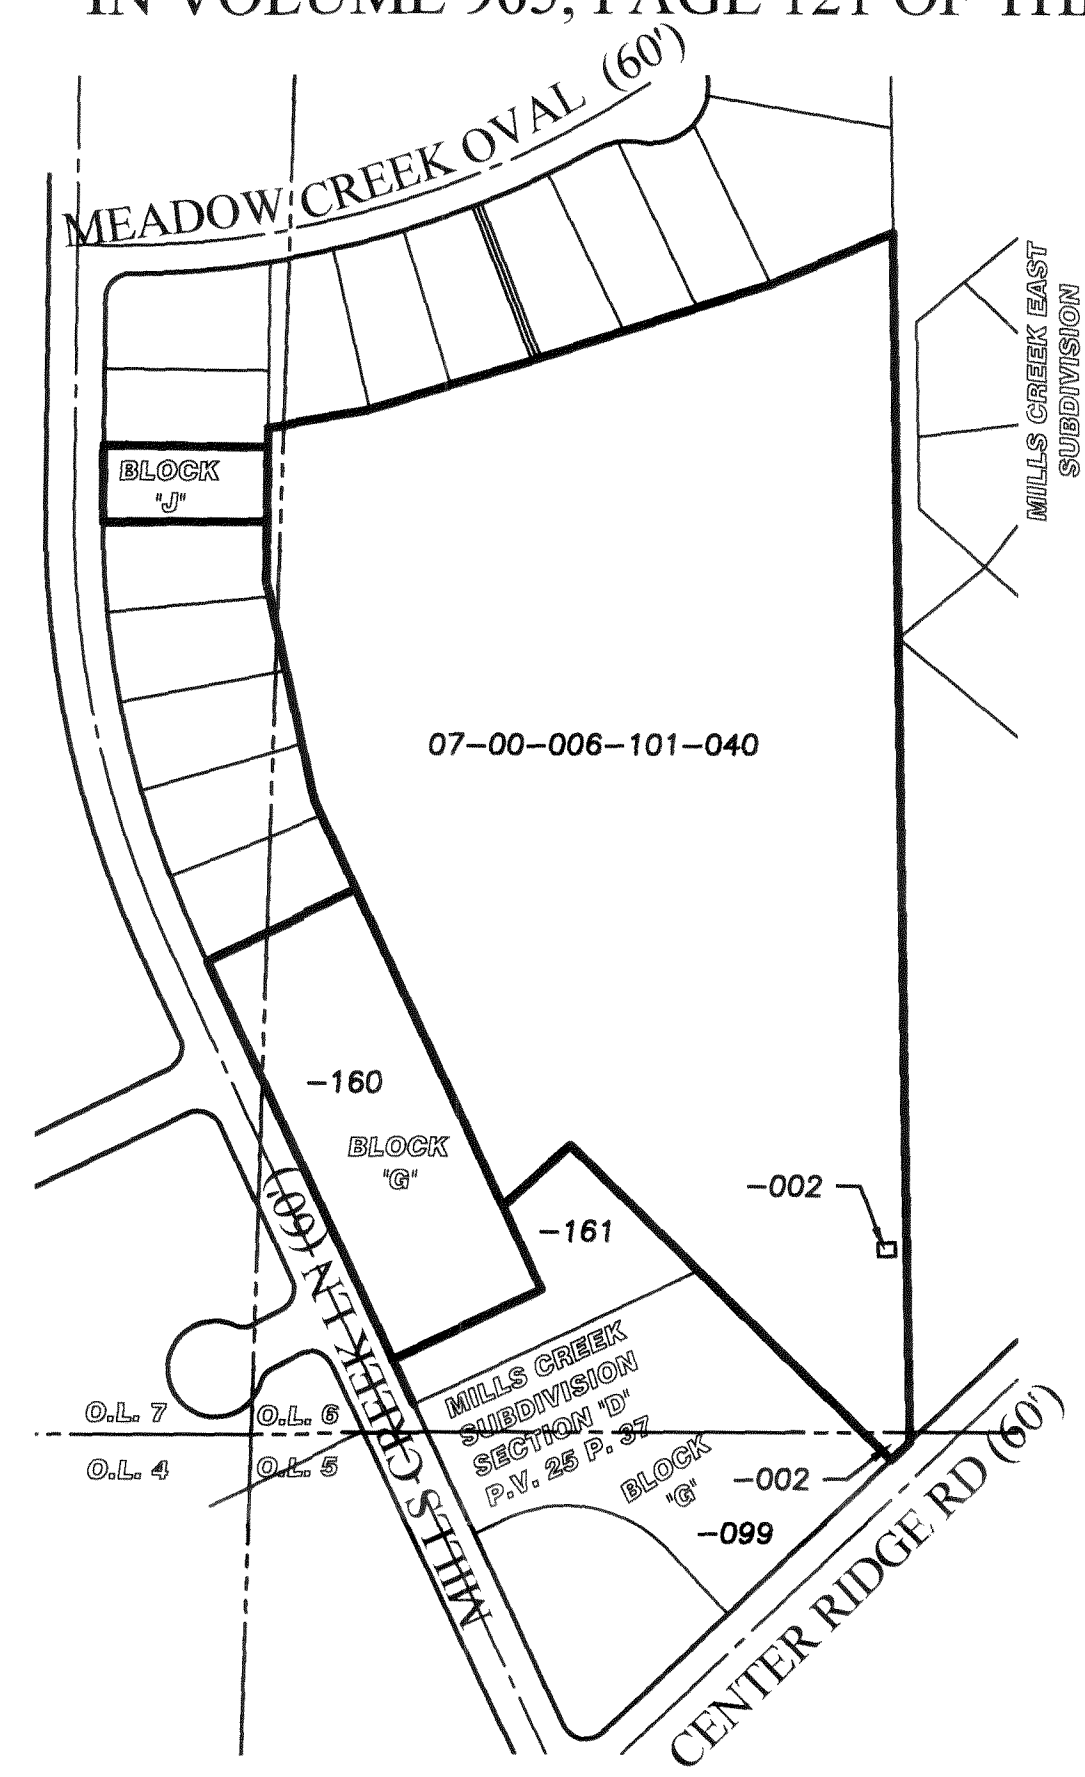 IN VOLUME 965, PAGE 121 OF THE
MEADOW CREEK OVAL (60')
MILLS CREEK EAST
SUBDIVISION
BLOCK
"J"
07-00-006-101-040
-160
BLOCK
"G"
-002
-161
MILLS CREEK LN (60')
MILLS CREEK
SUBDIVISION
SECTION "D"
P.V. 25 P. 37
O.L. 7
O.L. 6
O.L. 4
O.L. 5
BLOCK
"G"
-002
-099
CENTER RIDGE RD (60')